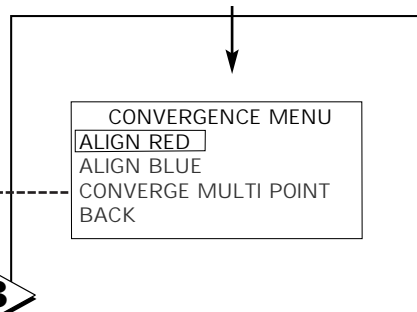 CONVERGENCE MENU
ALIGN RED
ALIGN BLUE
CONVERGE MULTI POINT
BACK